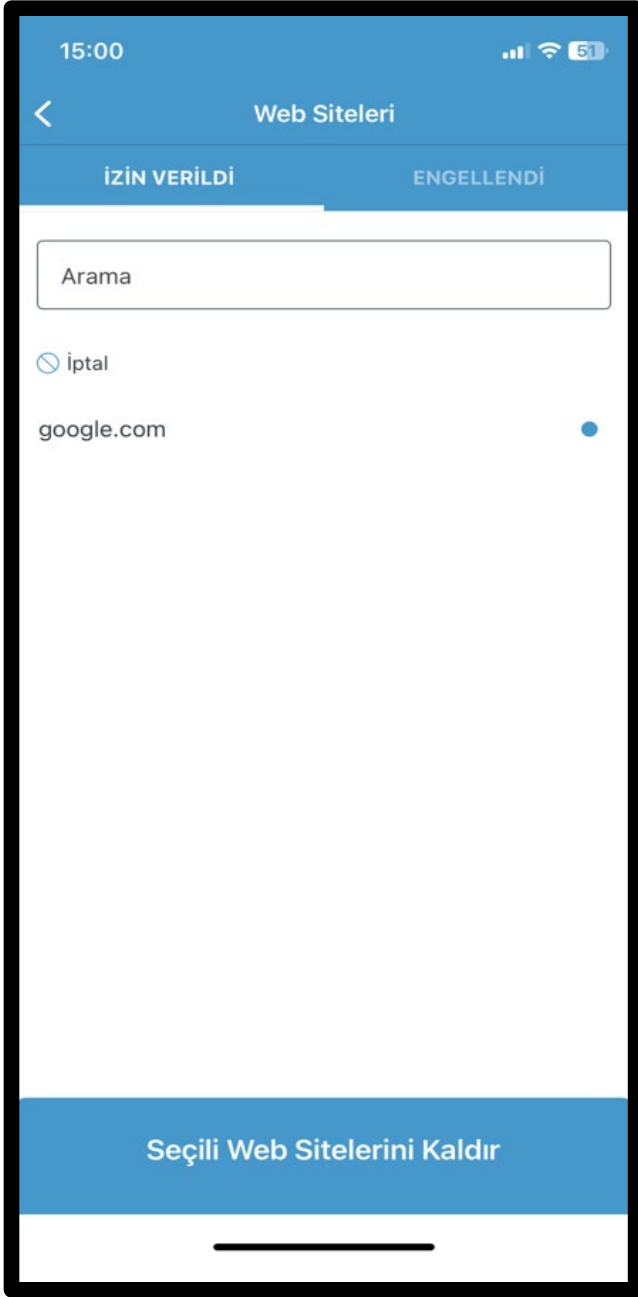 15:00
51
Web Siteleri
İZİN VERİLDİ
ENGELLENDİ
Arama
İptal
google.com
Seçili Web Sitelerini Kaldır